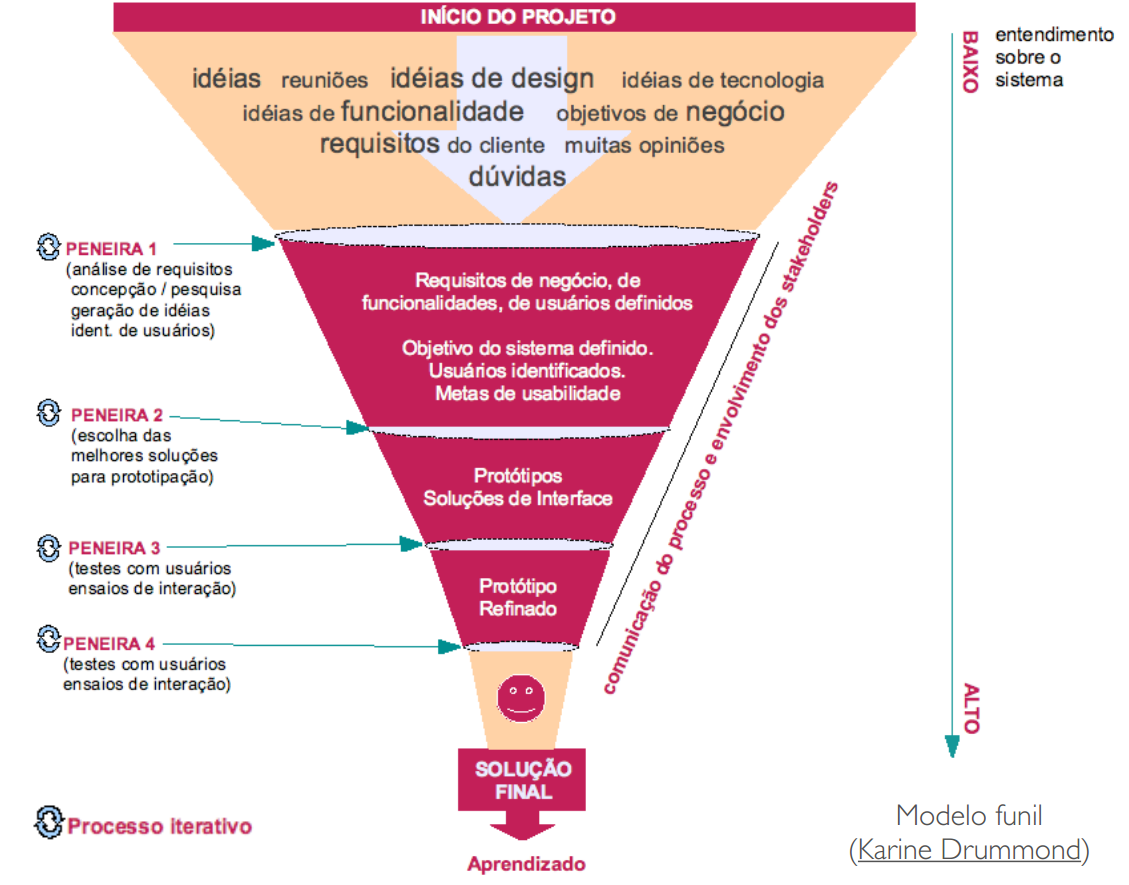 INÍCIO DO PROJETO
idéias reuniões idéias de design idéias de tecnologia
idéias de funcionalidade objetivos de negócio
requisitos do cliente muitas opiniões
dúvidas
BAIXO
entendimento
sobre o
sistema
PENEIRA 1
(análise de requisitos
concepção / pesquisa
geração de idéias
ident. de usuários)
Requisitos de negócio, de
funcionalidades, de usuários definidos
Objetivo do sistema definido.
Usuários identificados.
Metas de usabilidade
comunicação do processo e envolvimento dos stakeholders
PENEIRA 2
(escolha das
melhores soluções
para prototipação)
Protótipos
Soluções de Interface
PENEIRA 3
(testes com usuários
ensaios de interação)
Protótipo
Refinado
PENEIRA 4
(testes com usuários
ensaios de interação)
ALTO
SOLUÇÃO
FINAL
Aprendizado
Processo iterativo
Modelo funil
(Karine Drummond)